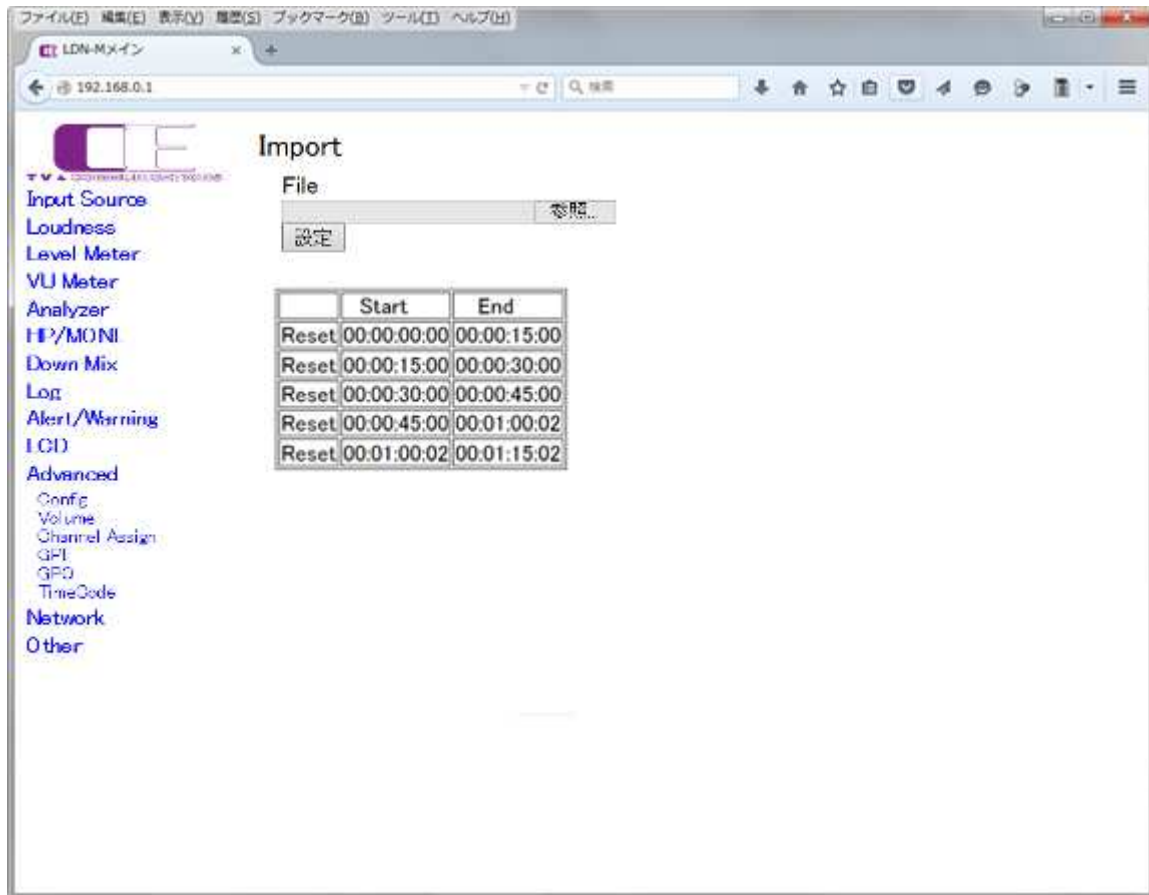 ファイル(F) 編集(E) 表示(V) 履歴(S) ブックマーク(B) ツール(T) ヘルプ(H)
LDN-Mメイン
192.168.0.1
検索
Import
File
参照...
設定
Input Source
Loudness
Level Meter
VU Meter
Analyzer
HP/MONI
Down Mix
Log
Alert/Warning
LCD
Advanced
Config
Volume
Channel Assign
GPI
GPO
TimeCode
Network
Other
Start End
Reset 00:00:00:00 00:00:15:00
Reset 00:00:15:00 00:00:30:00
Reset 00:00:30:00 00:00:45:00
Reset 00:00:45:00 00:01:00:02
Reset 00:01:00:02 00:01:15:02